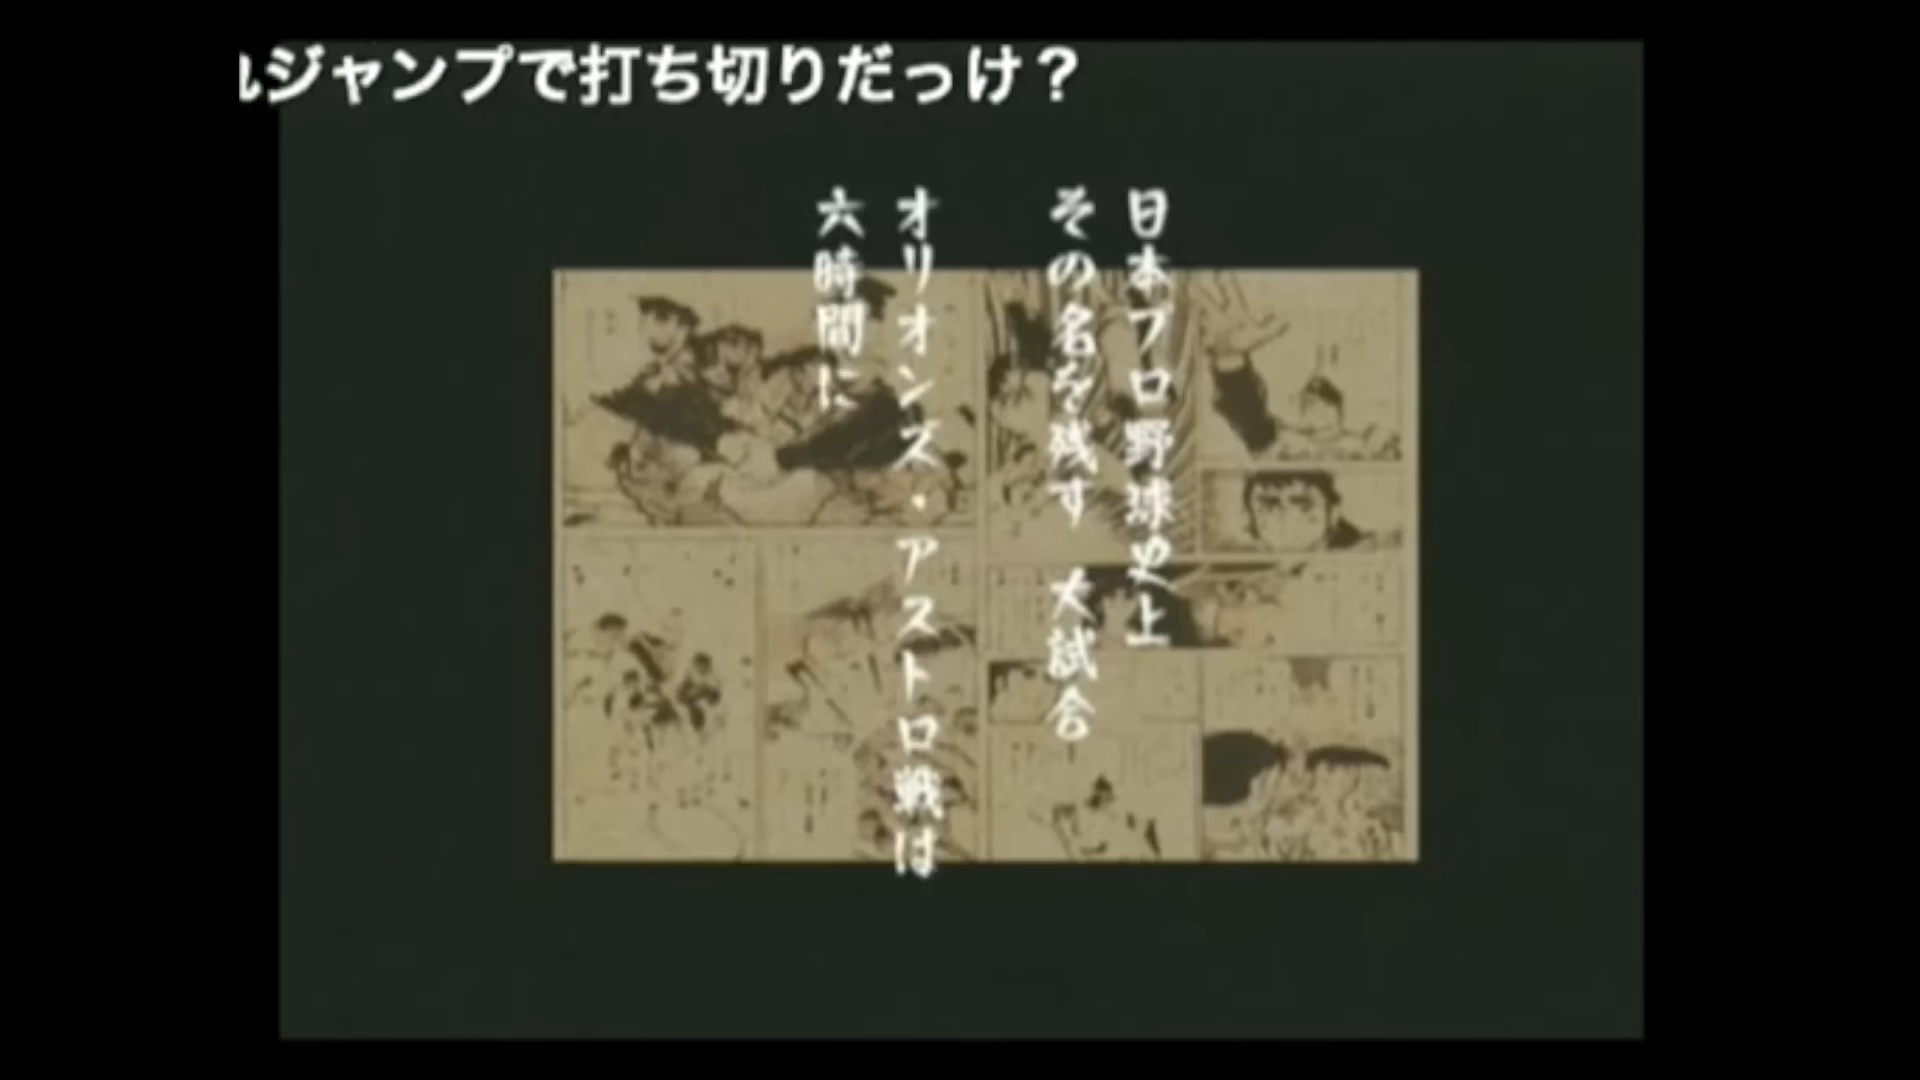 ジャンプで打ち切りだっけ？
日本プロ野球史上
その名を残す 大試合
オリオンズ・アストロ戦は
六時間に